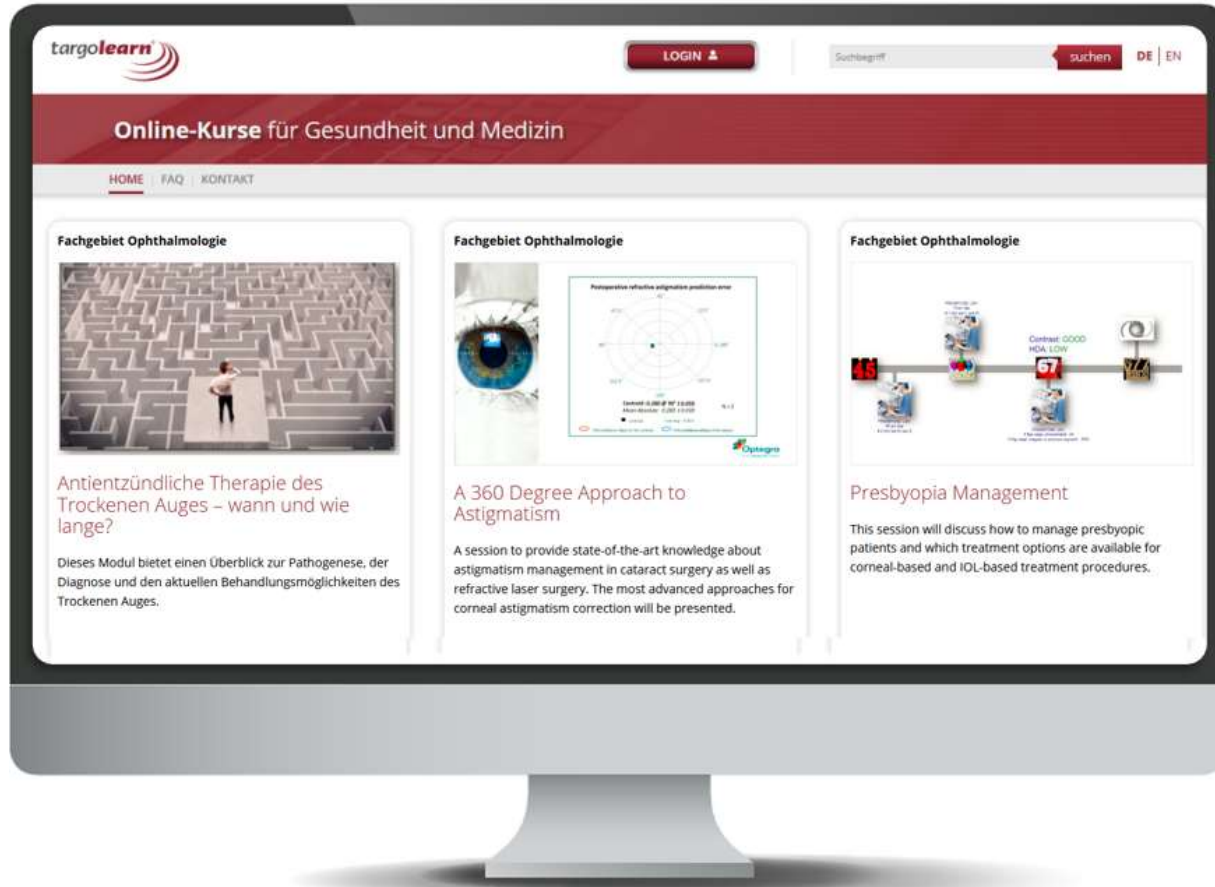 targolearn
LOGIN
Suchbegriff
suchen
DE | EN
Online-Kurse für Gesundheit und Medizin
HOME | FAQ | KONTAKT
Fachgebiet Ophthalmologie
Antientzündliche Therapie des
Trockenen Auges – wann und wie
lange?
Dieses Modul bietet einen Überblick zur Pathogenese, der
Diagnose und den aktuellen Behandlungsmöglichkeiten des
Trockenen Auges.
Fachgebiet Ophthalmologie
Postoperative refractive astigmatism prediction error
Optegra
A 360 Degree Approach to
Astigmatism
A session to provide state-of-the-art knowledge about
astigmatism management in cataract surgery as well as
refractive laser surgery. The most advanced approaches for
corneal astigmatism correction will be presented.
Fachgebiet Ophthalmologie
Contrast: GOOD
HOA: LOW
45
67
77
Presbyopia Management
This session will discuss how to manage presbyopic
patients and which treatment options are available for
corneal-based and IOL-based treatment procedures.